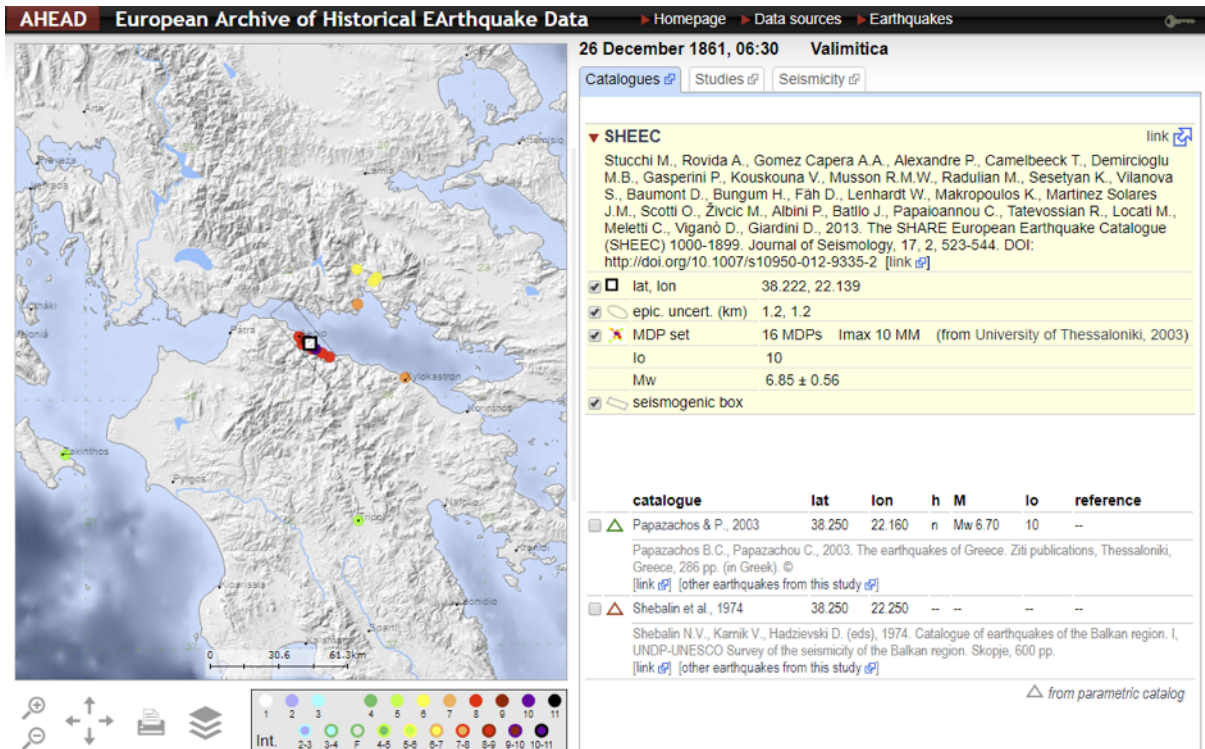 AHEAD European Archive of Historical EArthquake Data Homepage Data sources Earthquakes
26 December 1861, 06:30 Valimitica
Catalogues Studies Seismicity
SHEEC link
Stucchi M., Rovida A., Gomez Capera A.A., Alexandre P., Camelbeeck T., Demircioglu
M.B., Gasperini P., Kouskouna V., Musson R.M.W., Radulian M., Sesetyan K., Vilanova
S., Baumont D., Bungum H., Fäh D., Lenhardt W., Makropoulos K., Martinez Solares
J.M., Scotti O., Živcic M., Albini P., Batllo J., Papaioannou C., Tatevossian R., Locati M.,
Meletti C., Viganò D., Giardini D., 2013. The SHARE European Earthquake Catalogue
(SHEEC) 1000-1899. Journal of Seismology, 17, 2, 523-544. DOI:
http://doi.org/10.1007/s10950-012-9335-2 [link]
lat, lon 38.222, 22.139
epic. uncert. (km) 1.2, 1.2
MDP set 16 MDPs Imax 10 MM (from University of Thessaloniki, 2003)
Io 10
Mw 6.85 ± 0.56
seismogenic box
catalogue lat lon h M Io reference
Papazachos & P., 2003 38.250 22.160 n Mw 6.70 10 --
Papazachos B.C., Papazachou C., 2003. The earthquakes of Greece. Ziti publications, Thessaloniki,
Greece, 286 pp. (in Greek). ©
[link] [other earthquakes from this study]
Shebalin et al., 1974 38.250 22.250 -- -- -- --
Shebalin N.V., Karnik V., Hadzievski D. (eds), 1974. Catalogue of earthquakes of the Balkan region. I,
UNDP-UNESCO Survey of the seismicity of the Balkan region. Skopje, 600 pp.
[link] [other earthquakes from this study]
from parametric catalog
Arta
Preveza
Lamia
Patra
Xylokastron
Korinthos
Zakinthos
Pyrgos
Nafplio
Tripoli
Kiparissia
Leonidio
Sparti
0 30.6 61.3km
1 2 3 4 5 6 7 8 9 10 11
Int. 2-3 3-4 F 4-5 5-6 6-7 7-8 8-9 9-10 10-11